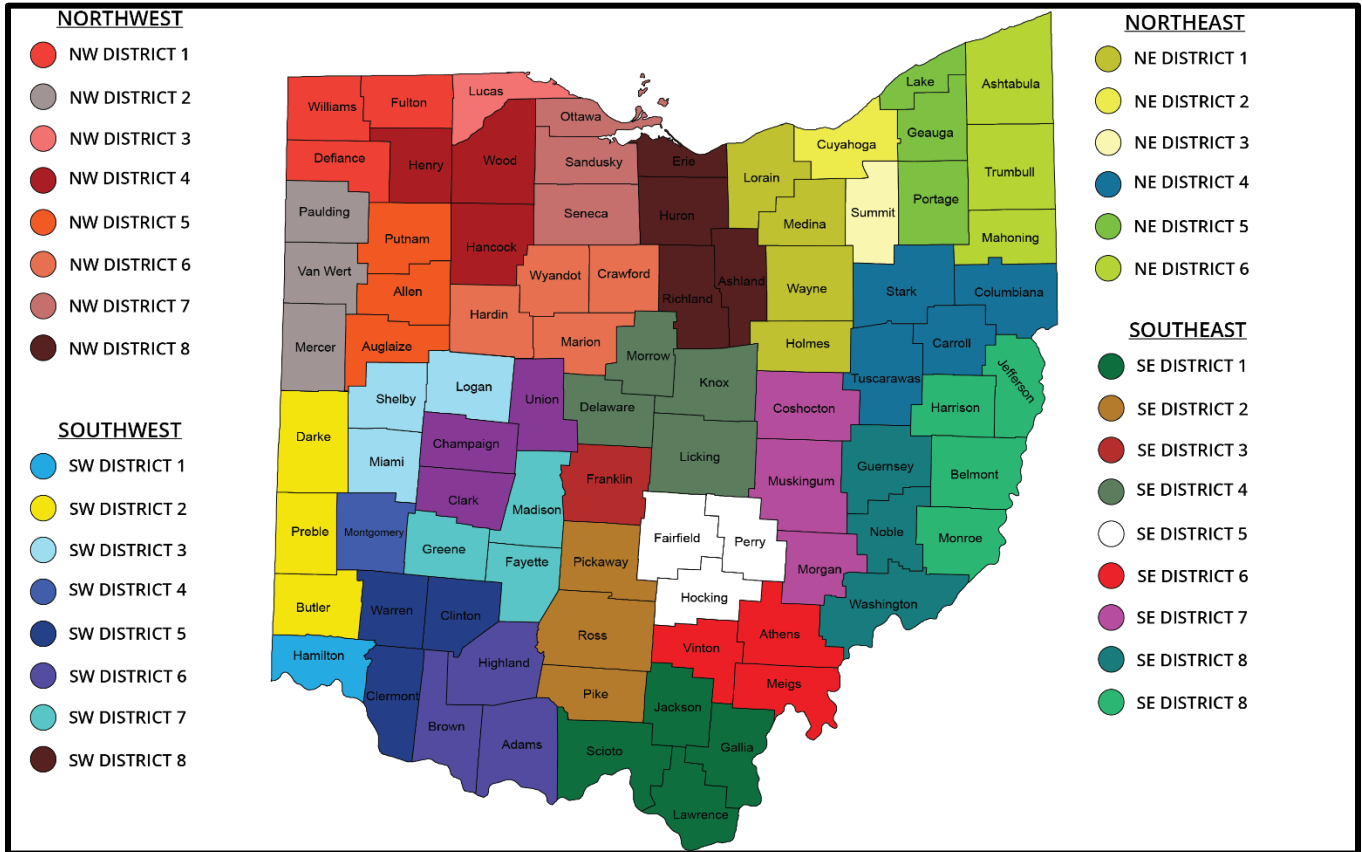 NORTHWEST
NW DISTRICT 1
NW DISTRICT 2
NW DISTRICT 3
NW DISTRICT 4
NW DISTRICT 5
NW DISTRICT 6
NW DISTRICT 7
NW DISTRICT 8
SOUTHWEST
SW DISTRICT 1
SW DISTRICT 2
SW DISTRICT 3
SW DISTRICT 4
SW DISTRICT 5
SW DISTRICT 6
SW DISTRICT 7
SW DISTRICT 8
Williams
Fulton
Lucas
Ottawa
Defiance
Henry
Wood
Sandusky
Erie
Lorain
Cuyahoga
Lake
Ashtabula
Geauga
Paulding
Putnam
Hancock
Seneca
Huron
Medina
Summit
Portage
Trumbull
Mahoning
Van Wert
Allen
Wyandot
Crawford
Richland
Ashland
Wayne
Stark
Columbiana
Mercer
Auglaize
Hardin
Marion
Morrow
Holmes
Carroll
Tuscarawas
Jefferson
Shelby
Logan
Union
Delaware
Knox
Coshocton
Harrison
Darke
Miami
Champaign
Licking
Guernsey
Belmont
Clark
Madison
Franklin
Muskingum
Preble
Montgomery
Greene
Fayette
Pickaway
Fairfield
Perry
Morgan
Noble
Monroe
Butler
Warren
Clinton
Ross
Hocking
Athens
Washington
Hamilton
Clermont
Highland
Pike
Vinton
Meigs
Brown
Adams
Scioto
Jackson
Gallia
Lawrence
NORTHEAST
NE DISTRICT 1
NE DISTRICT 2
NE DISTRICT 3
NE DISTRICT 4
NE DISTRICT 5
NE DISTRICT 6
SOUTHEAST
SE DISTRICT 1
SE DISTRICT 2
SE DISTRICT 3
SE DISTRICT 4
SE DISTRICT 5
SE DISTRICT 6
SE DISTRICT 7
SE DISTRICT 8
SE DISTRICT 8